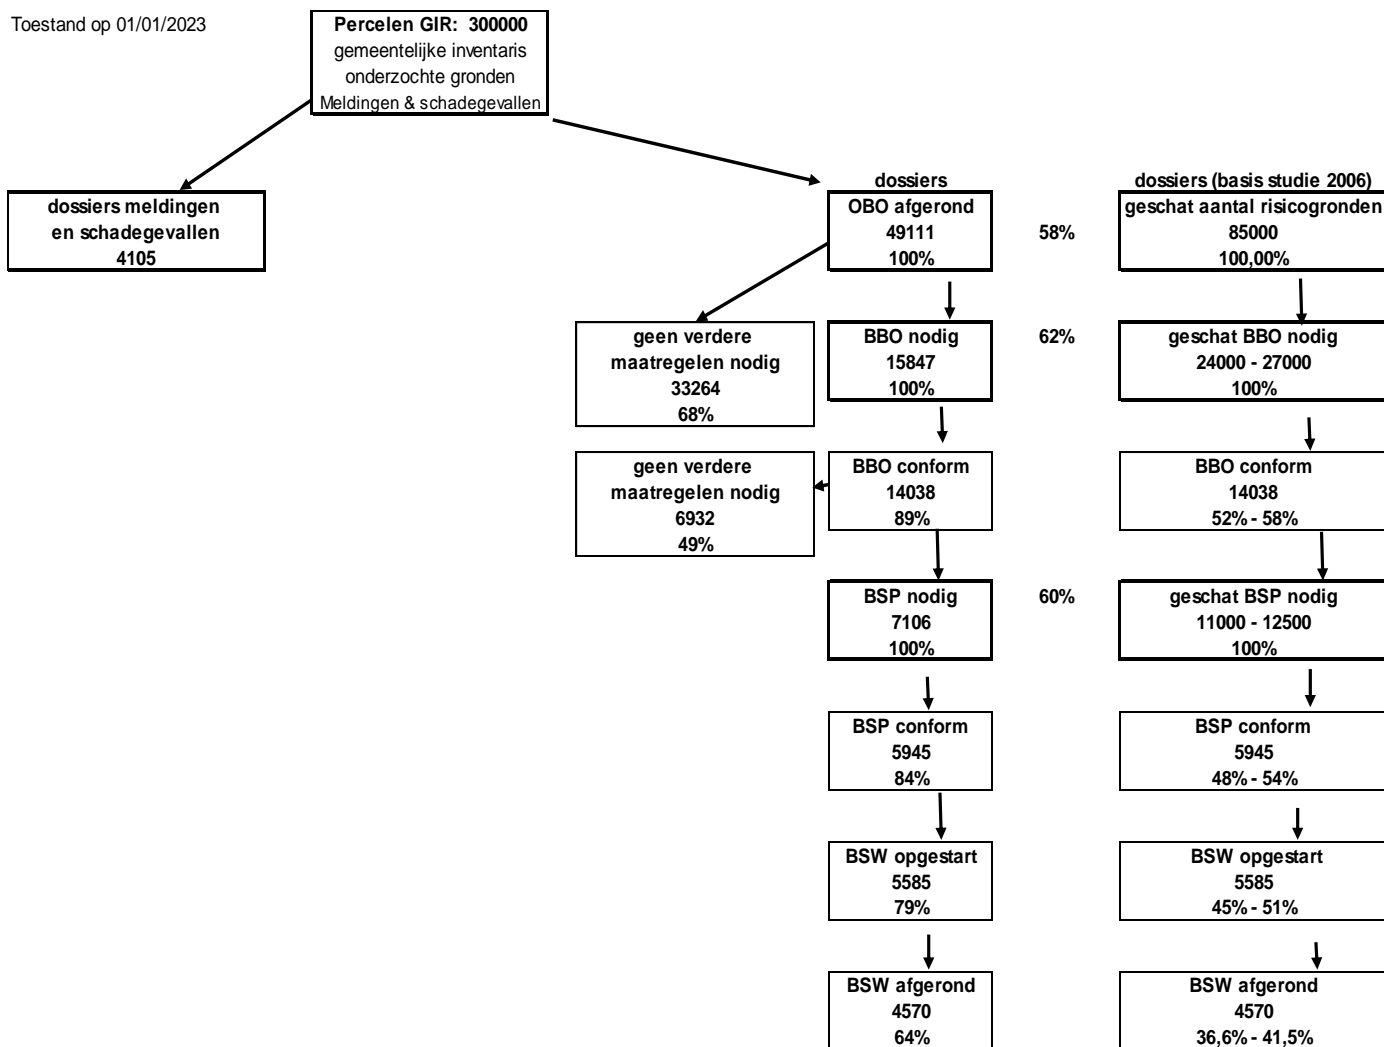 Toestand op 01/01/2023
Percelen GIR: 300000
gemeentelijke inventaris
onderzochte gronden
Meldingen & schadegevallen
dossiers meldingen
en schadegevallen
4105
dossiers
OBO afgerond
49111
100%
58%
dossiers (basis studie 2006)
geschat aantal risicogronden
85000
100,00%
geen verdere
maatregelen nodig
33264
68%
BBO nodig
15847
100%
62%
geschat BBO nodig
24000 - 27000
100%
geen verdere
maatregelen nodig
6932
49%
BBO conform
14038
89%
BBO conform
14038
52% - 58%
BSP nodig
7106
100%
60%
geschat BSP nodig
11000 - 12500
100%
BSP conform
5945
84%
BSP conform
5945
48% - 54%
BSW opgestart
5585
79%
BSW opgestart
5585
45% - 51%
BSW afgerond
4570
64%
BSW afgerond
4570
36,6% - 41,5%